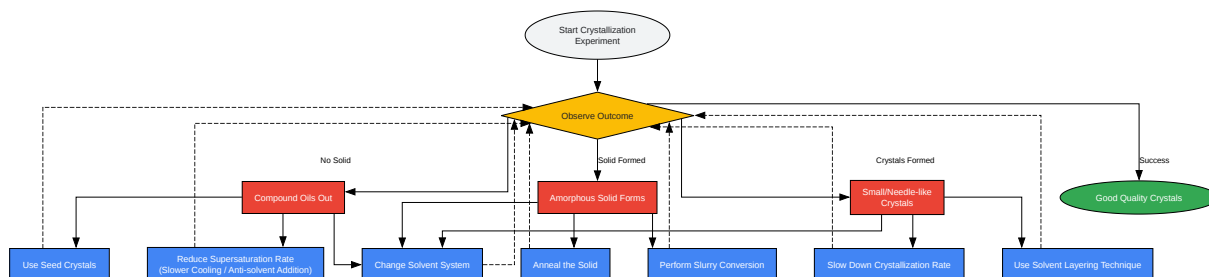 Start Crystallization
Experiment
Observe Outcome
No Solid
Solid Formed
Crystals Formed
Success
Compound Oils Out
Amorphous Solid Forms
Small/Needle-like
Crystals
Good Quality Crystals
Use Seed Crystals
Reduce Supersaturation Rate
(Slower Cooling / Anti-solvent Addition)
Change Solvent System
Anneal the Solid
Perform Slurry Conversion
Slow Down Crystallization Rate
Use Solvent Layering Technique